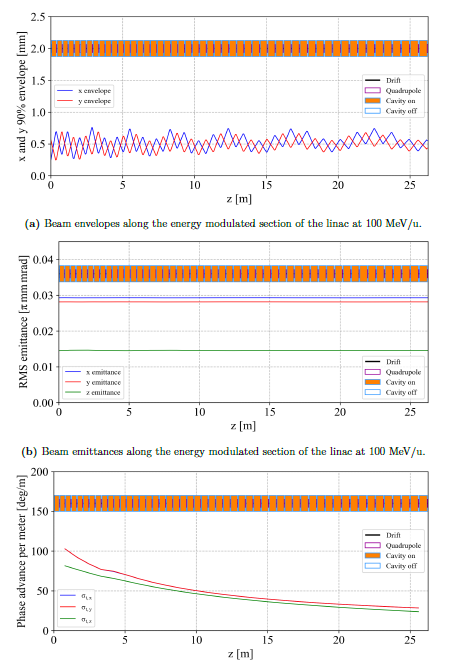 2.5
2.0
1.5
1.0
0.5
0.0
x and y 90% envelope [mm]
x envelope
y envelope
Drift
Quadrupole
Cavity on
Cavity off
0 5 10 15 20 25
z [m]
(a) Beam envelopes along the energy modulated section of the linac at 100 MeV/u.
0.04
0.03
0.02
0.01
0.00
RMS emittance [π mm mrad]
x emittance
y emittance
z emittance
Drift
Quadrupole
Cavity on
Cavity off
0 5 10 15 20 25
z [m]
(b) Beam emittances along the energy modulated section of the linac at 100 MeV/u.
200
150
100
50
0
Phase advance per meter [deg/m]
Drift
Quadrupole
Cavity on
Cavity off
σt,x
σt,y
σt,z
0 5 10 15 20 25
z [m]